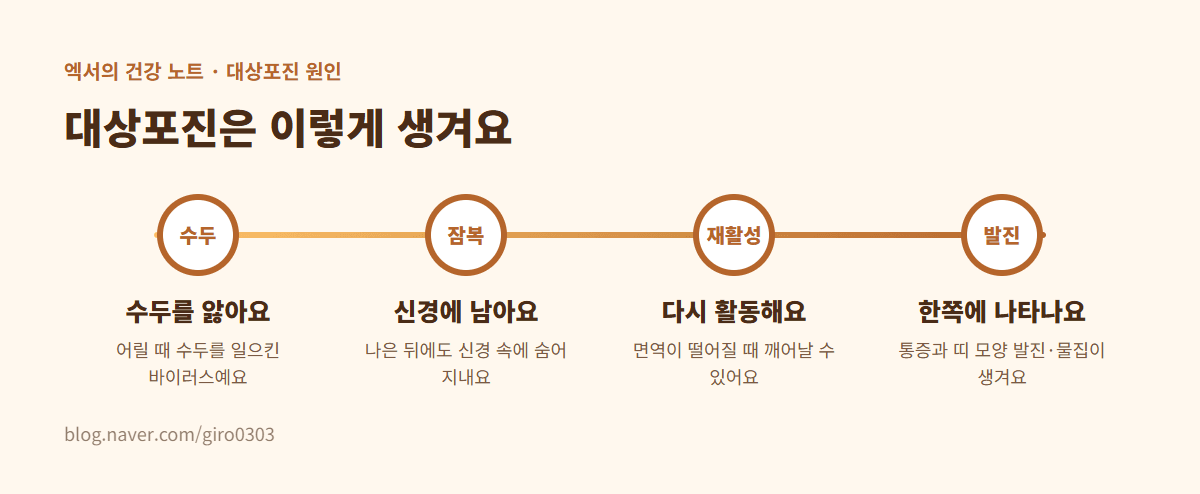 엑서의 건강 노트 · 대상포진 원인
대상포진은 이렇게 생겨요
수두
잠복
재활성
발진
수두를 앓아요
어릴 때 수두를 일으킨
바이러스예요
신경에 남아요
나은 뒤에도 신경 속에 숨어
지내요
다시 활동해요
면역이 떨어질 때 깨어날 수
있어요
한쪽에 나타나요
통증과 띠 모양 발진·물집이
생겨요
blog.naver.com/giro0303